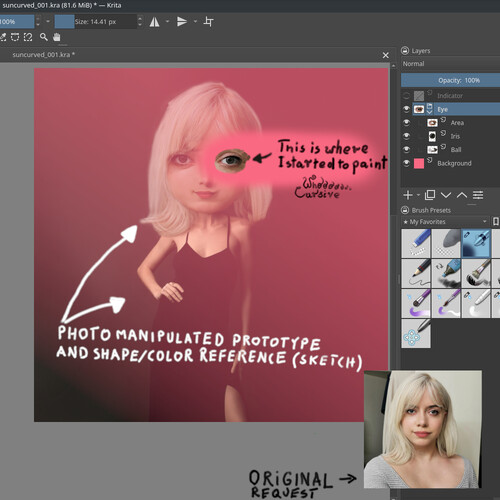 suncurved_001.kra (81.6 MiB) * — Krita
100%
Size: 14.41 px
suncurved_001.kra *
Layers
Normal
Opacity: 100%
Indicator
Eye
Area
Iris
Ball
Background
Brush Presets
★ My Favorites
This is where
I started to paint
Whoddddw.
Cursive
PHOTO MANIPULATED PROTOTYPE
AND SHAPE/COLOR REFERENCE (SKETCH)
ORIGINAL
REQUEST